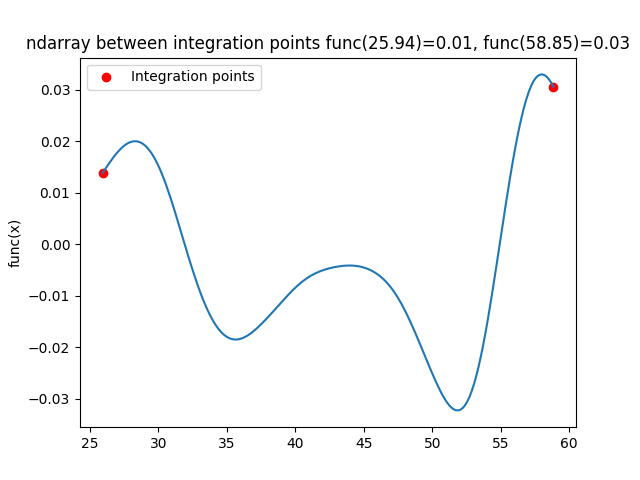 ndarray between integration points func(25.94)=0.01, func(58.85)=0.03
Integration points
func(x)
0.03
0.02
0.01
0.00
−0.01
−0.02
−0.03
25 30 35 40 45 50 55 60